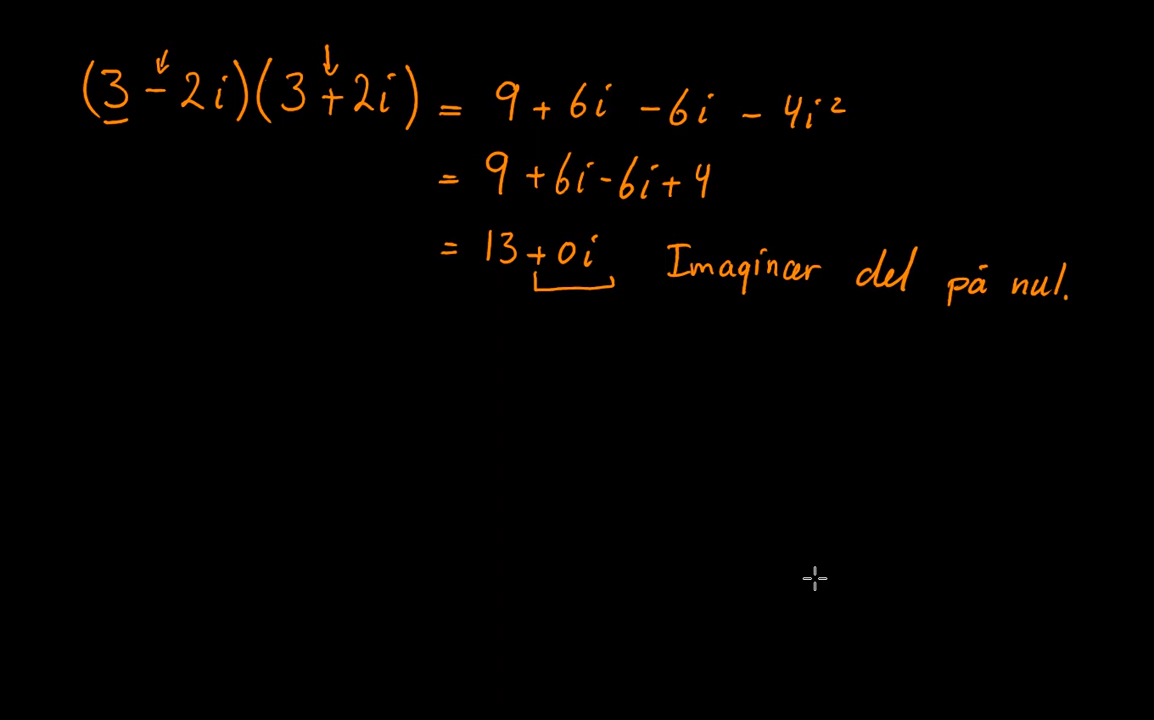 (3 - 2i)(3 + 2i) = 9 + 6i - 6i - 4i²
= 9 + 6i - 6i + 4
= 13 + 0i Imaginær del på nul.